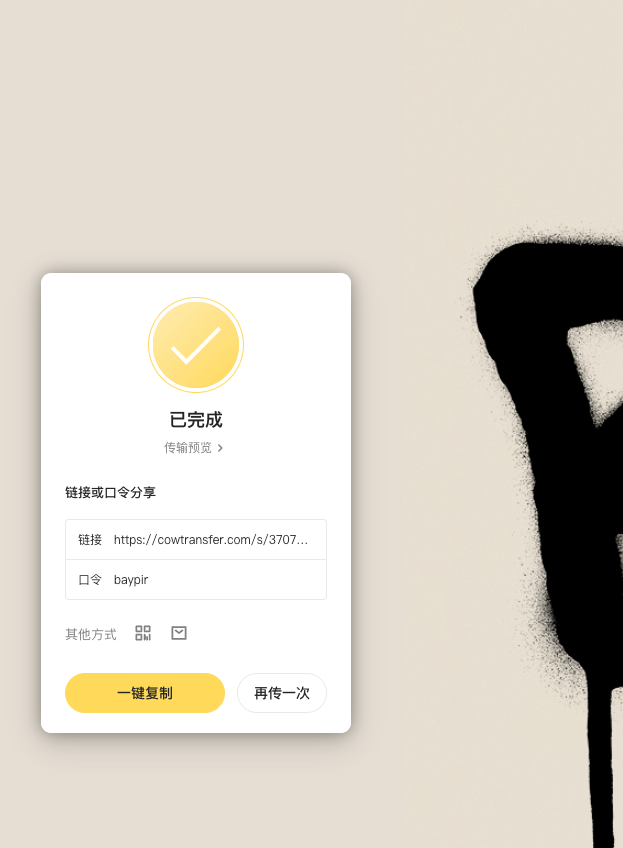 已完成
传输预览
链接或口令分享
链接 https://cowtransfer.com/s/3707...
口令 baypir
其他方式
一键复制 再传一次